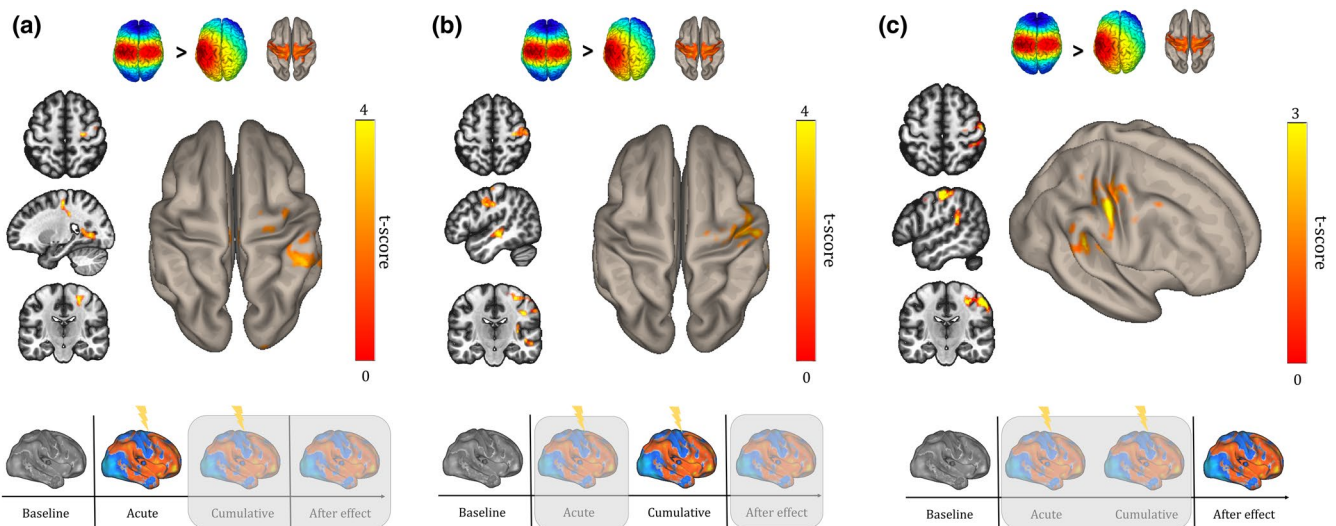 (a)
>
4
t-score
0
Baseline
Acute
Cumulative
After effect
(b)
>
4
t-score
0
Baseline
Acute
Cumulative
After effect
(c)
>
3
t-score
0
Baseline
Acute
Cumulative
After effect